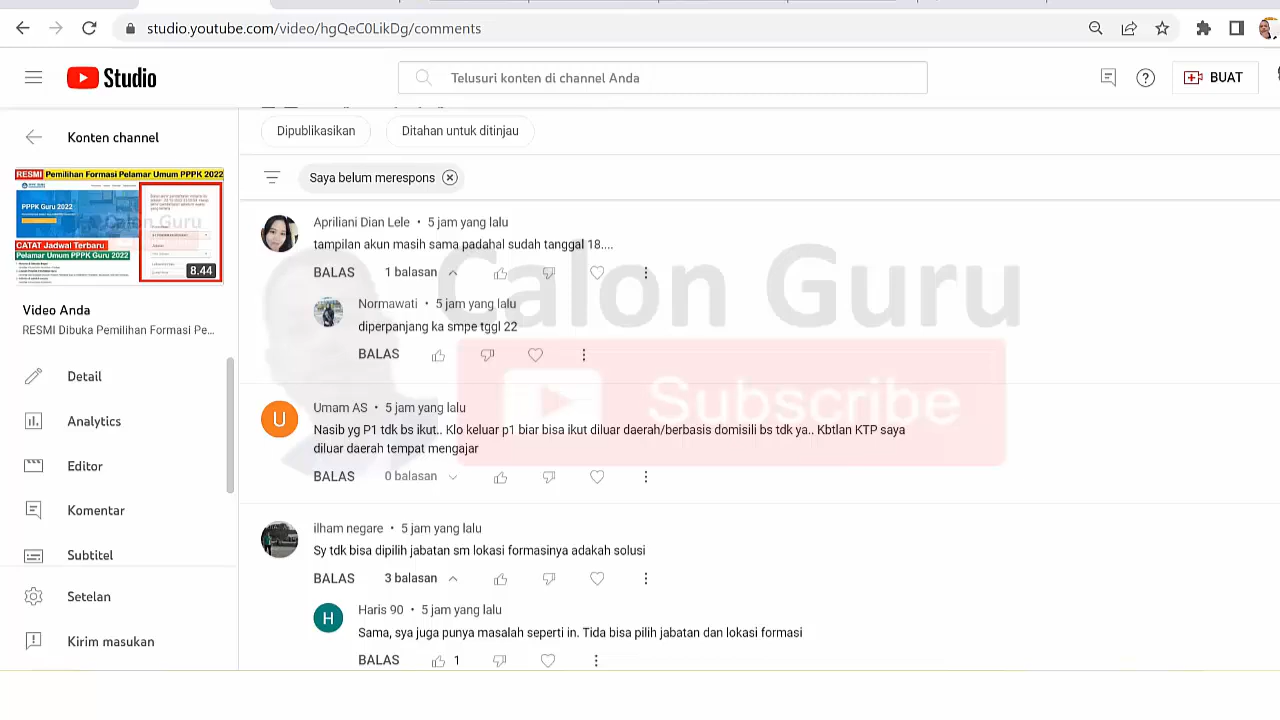 studio.youtube.com/video/hgQeC0LikDg/comments
Studio
Telusuri konten di channel Anda
BUAT
Konten channel
RESMI Pemilihan Formasi Pelamar Umum PPPK 2022
PPPK Guru 2022
Calon Guru
CATAT Jadwal Terbaru
Pelamar Umum PPPK Guru 2022
8.44
Video Anda
RESMI Dibuka Pemilihan Formasi Pe...
Detail
Analytics
Editor
Komentar
Subtitel
Setelan
Kirim masukan
Dipublikasikan
Ditahan untuk ditinjau
Saya belum merespons
Apriliani Dian Lele • 5 jam yang lalu
tampilan akun masih sama padahal sudah tanggal 18....
BALAS 1 balasan
Normawati • 5 jam yang lalu
diperpanjang ka smpe tggl 22
BALAS
Calon Guru
Subscribe
U
Umam AS • 5 jam yang lalu
Nasib yg P1 tdk bs ikut.. Klo keluar p1 biar bisa ikut diluar daerah/berbasis domisili bs tdk ya.. Kbtlan KTP saya
diluar daerah tempat mengajar
BALAS 0 balasan
ilham negare • 5 jam yang lalu
Sy tdk bisa dipilih jabatan sm lokasi formasinya adakah solusi
BALAS 3 balasan
H
Haris 90 • 5 jam yang lalu
Sama, sya juga punya masalah seperti in. Tida bisa pilih jabatan dan lokasi formasi
BALAS 1